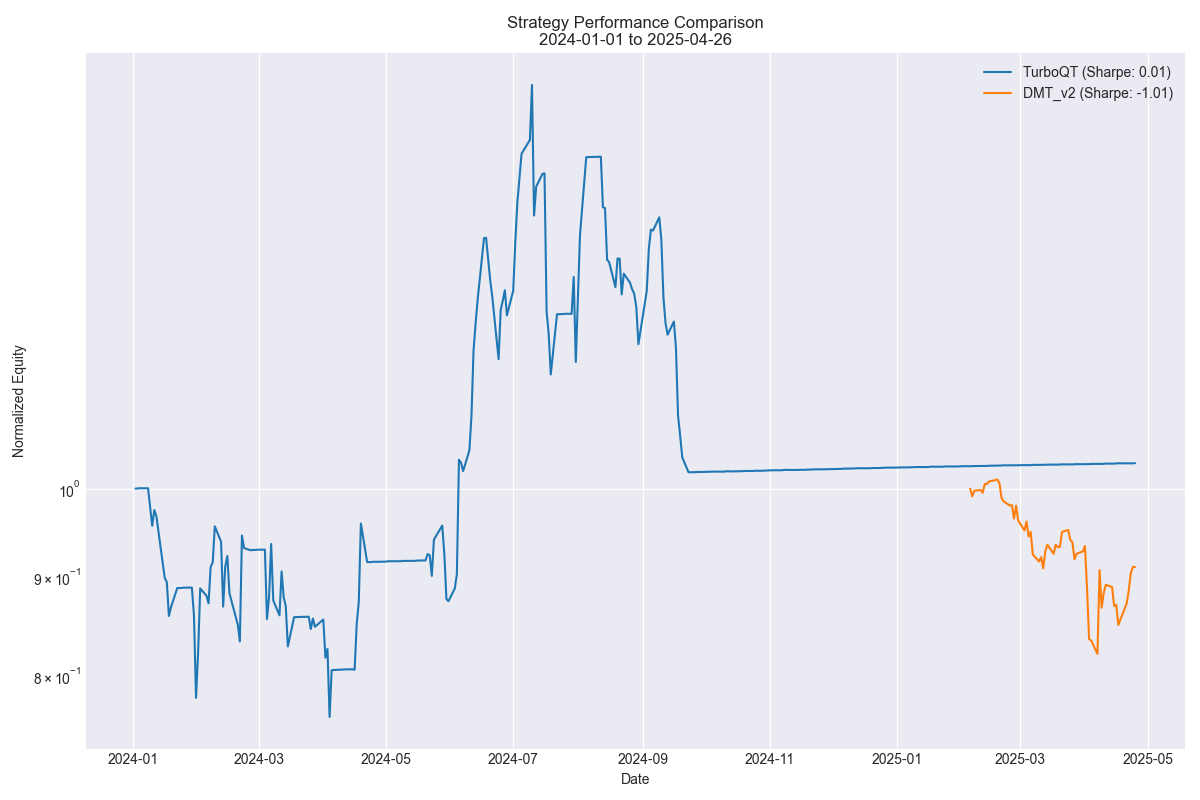 Strategy Performance Comparison
2024-01-01 to 2025-04-26
TurboQT (Sharpe: 0.01)
DMT_v2 (Sharpe: -1.01)
Normalized Equity
10⁰
9 × 10⁻¹
8 × 10⁻¹
2024-01 2024-03 2024-05 2024-07 2024-09 2024-11 2025-01 2025-03 2025-05
Date